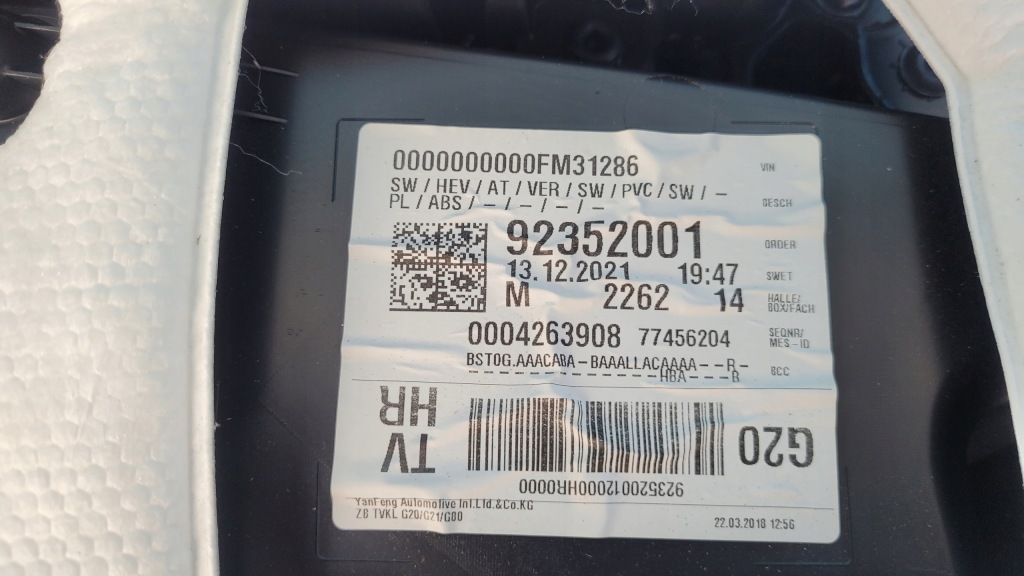 0000000000FM31286 VIN
SW / HEV / AT / VER / SW / PVC / SW / -
PL / ABS / - / - / - / - GESCH
92352001 ORDER
13.12.2021 19:47 SWET
M 2262 14 HALLE/
BOX/FACH
0004263908 77456204 SEQNR/
MES-ID
BST0G.AAACABA-BAAALLACAAAA--R-
HBA---B BCC
TV
HR
G20
923520012000HR0000
YanFeng Automotive Int.Ltd.&Co.KG
ZB TVKL G20/G21/G80
22.03.2018 12:56